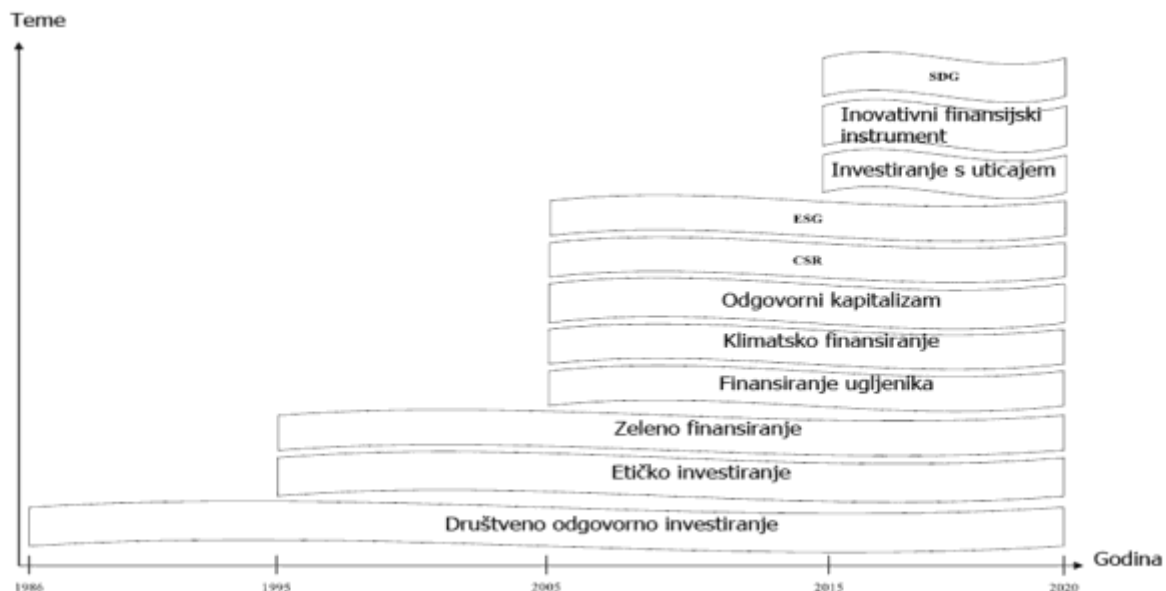 Teme
SDG
Inovativni finansijski
instrument
Investiranje s uticajem
ESG
CSR
Odgovorni kapitalizam
Klimatsko finansiranje
Finansiranje ugljenika
Zeleno finansiranje
Etičko investiranje
Društveno odgovorno investiranje
Godina
1986 1995 2005 2015 2020